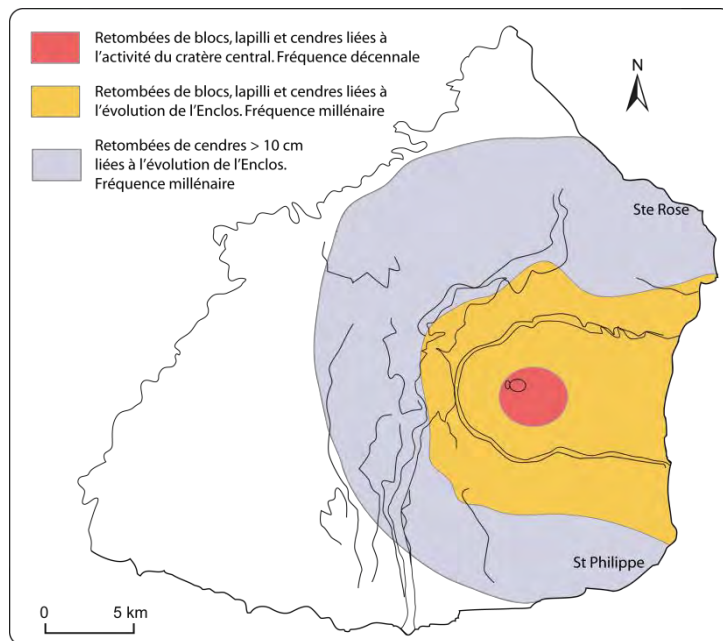 Retombées de blocs, lapilli et cendres liées à
l'activité du cratère central. Fréquence décennale
Retombées de blocs, lapilli et cendres liées à
l'évolution de l'Enclos. Fréquence millénaire
Retombées de cendres > 10 cm
liées à l'évolution de l'Enclos.
Fréquence millénaire
N
Ste Rose
St Philippe
0 5 km